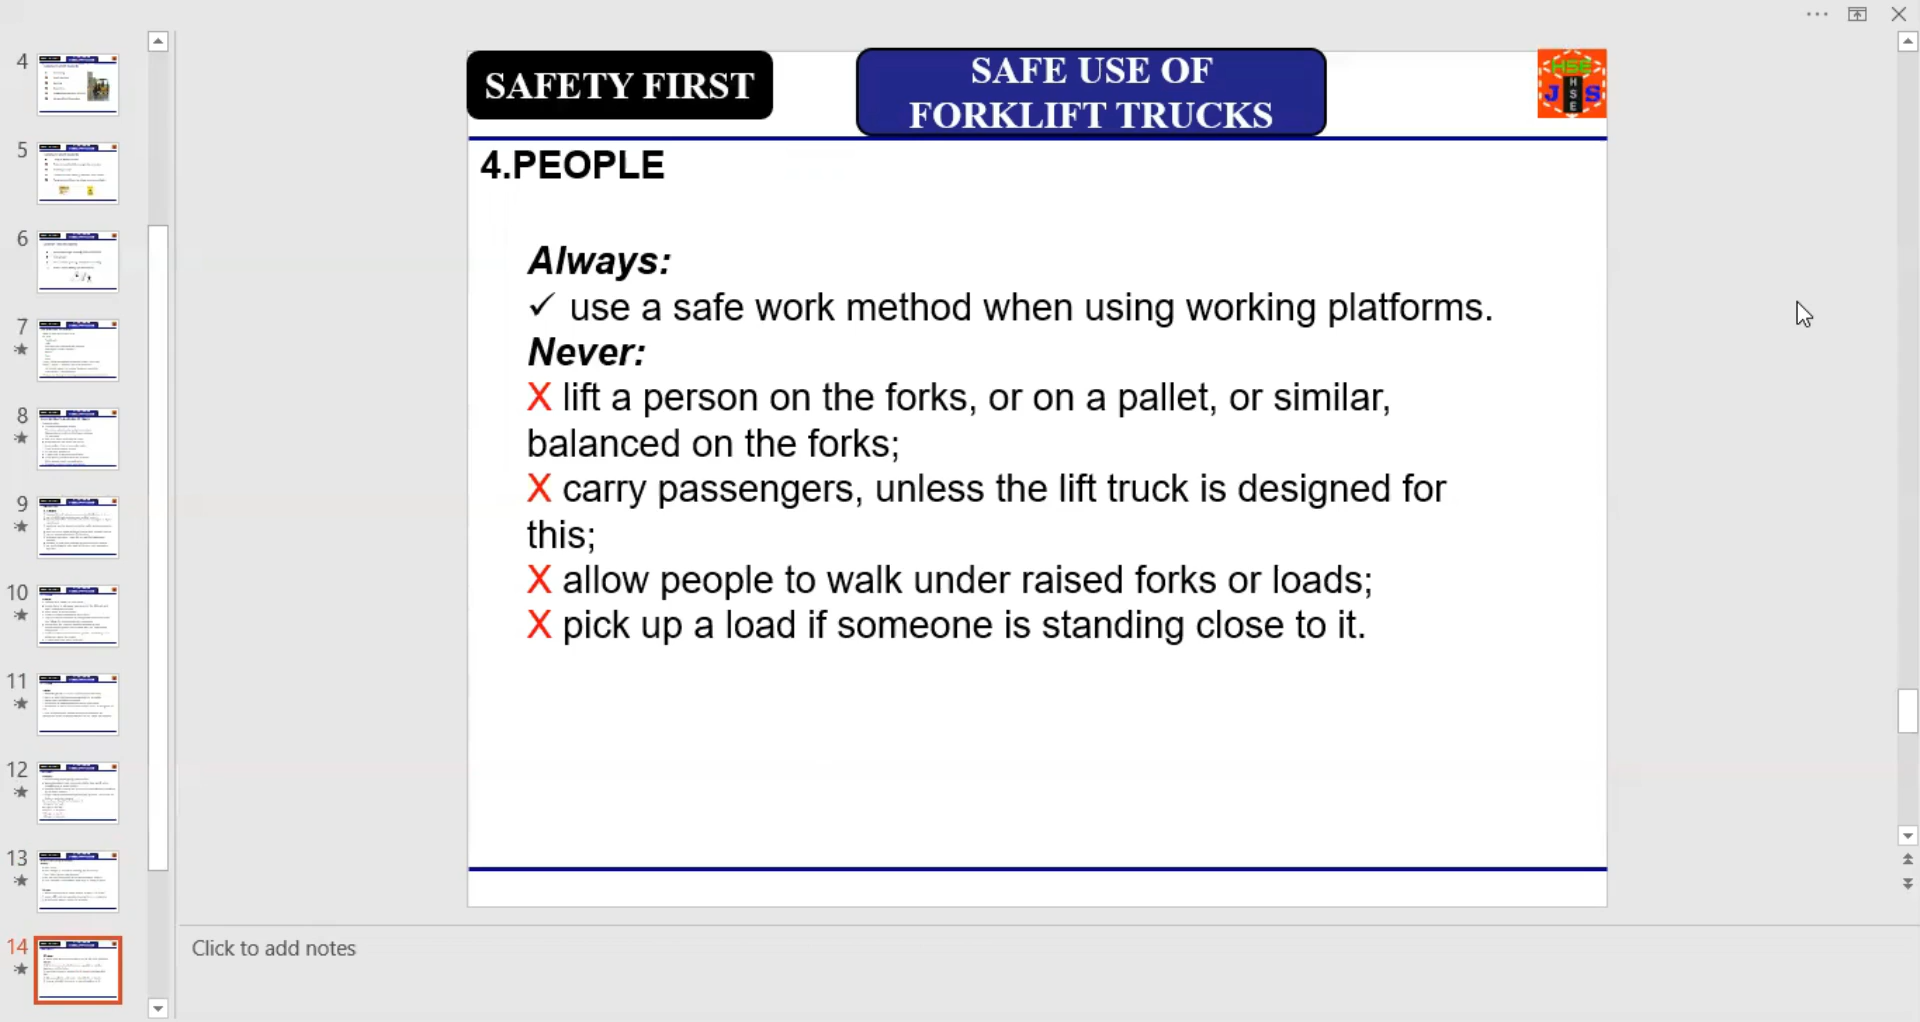 SAFETY FIRST
SAFE USE OF
FORKLIFT TRUCKS
HSE
J S
H
S
E
4.PEOPLE
Always:
✓ use a safe work method when using working platforms.
Never:
X lift a person on the forks, or on a pallet, or similar,
balanced on the forks;
X carry passengers, unless the lift truck is designed for
this;
X allow people to walk under raised forks or loads;
X pick up a load if someone is standing close to it.
4
5
6
7
8
9
10
11
12
13
14
Click to add notes